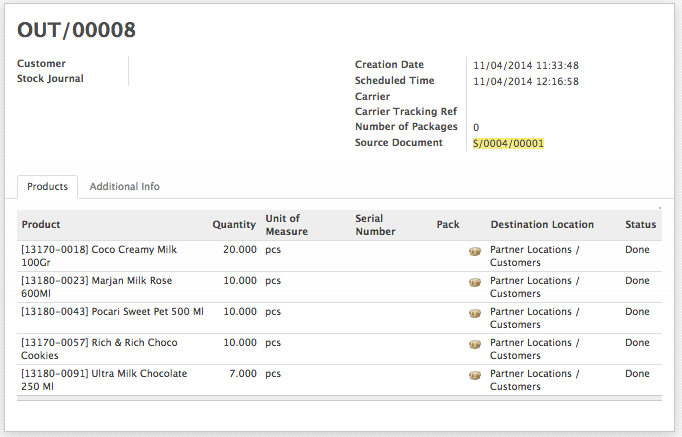 OUT/00008
Customer
Stock Journal
Creation Date 11/04/2014 11:33:48
Scheduled Time 11/04/2014 12:16:58
Carrier
Carrier Tracking Ref
Number of Packages 0
Source Document S/0004/00001
Products Additional Info
Product Quantity Unit of Measure Serial Number Pack Destination Location Status
[13170-0018] Coco Creamy Milk 20.000 pcs Partner Locations / Done
100Gr Customers
[13180-0023] Marjan Milk Rose 10.000 pcs Partner Locations / Done
600Ml Customers
[13180-0043] Pocari Sweet Pet 500 Ml 10.000 pcs Partner Locations / Done
Customers
[13170-0057] Rich & Rich Choco 10.000 pcs Partner Locations / Done
Cookies Customers
[13180-0091] Ultra Milk Chocolate 7.000 pcs Partner Locations / Done
250 Ml Customers